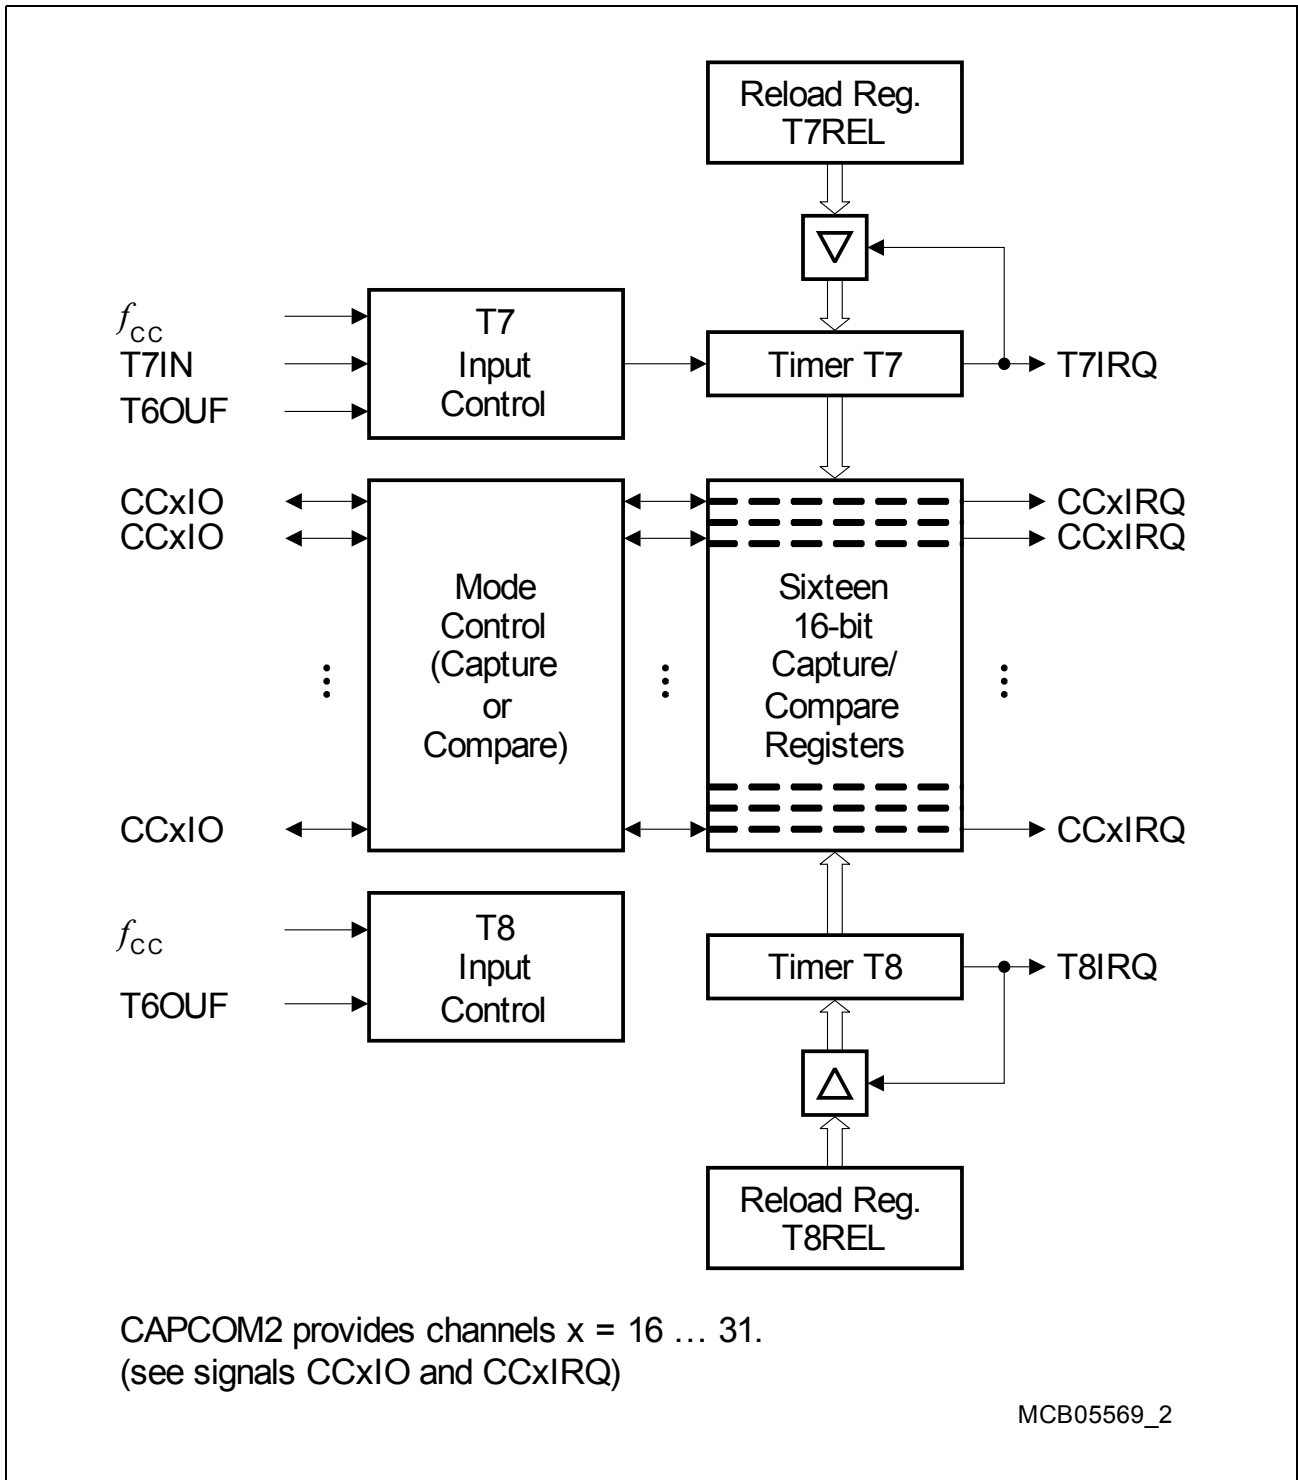 Reload Reg.
T7REL
f CC
T7IN
T6OUF
T7
Input
Control
Timer T7
T7IRQ
CCxIO
CCxIO
CCxIO
Mode
Control
(Capture
or
Compare)
Sixteen
16-bit
Capture/
Compare
Registers
CCxIRQ
CCxIRQ
CCxIRQ
f CC
T6OUF
T8
Input
Control
Timer T8
T8IRQ
Reload Reg.
T8REL
CAPCOM2 provides channels x = 16 … 31.
(see signals CCxIO and CCxIRQ)
MCB05569_2